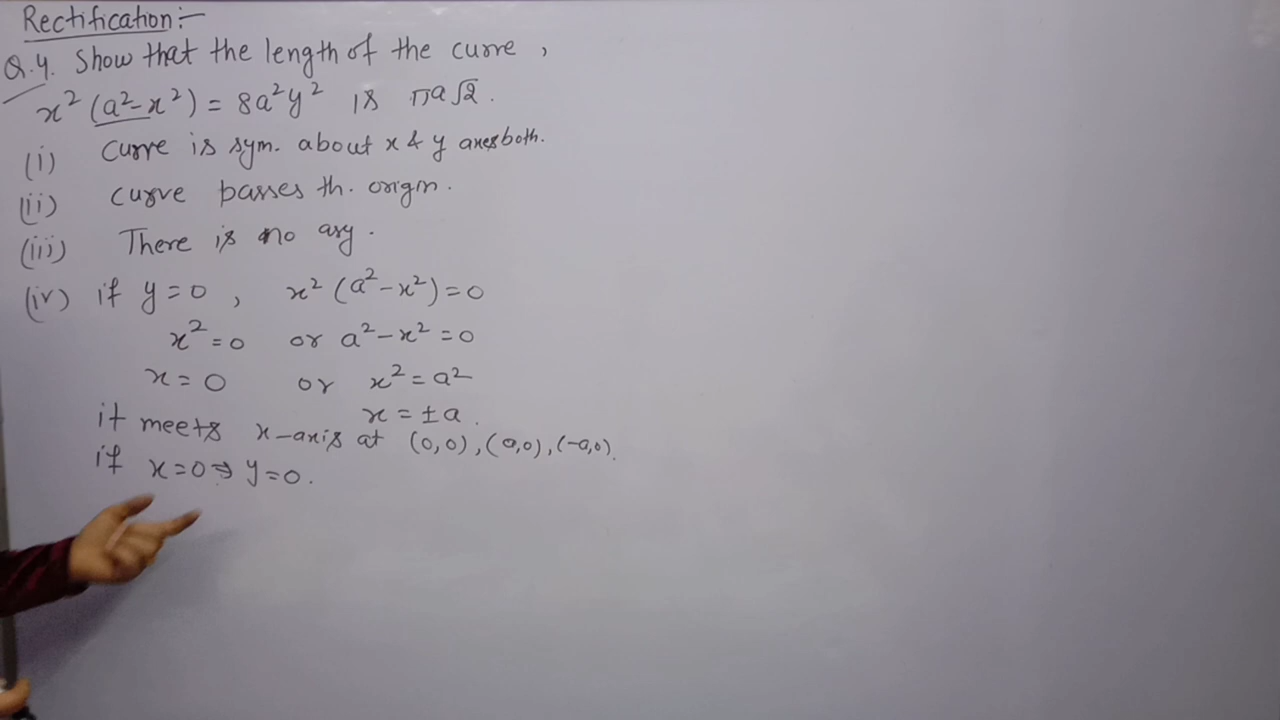 Rectification:-
Q.4. Show that the length of the curve,
x² (a²-x²) = 8a²y² is πa√2.
(i) Curve is sym. about x & y axes both.
(ii) Curve passes th. origin.
(iii) There is no asy.
(iv) if y=0, x² (a²-x²)=0
x²=0 or a²-x²=0
x=0 or x²=a²
x=±a.
it meets x-axis at (0,0), (a,0), (-a,0).
if x=0⇒y=0.